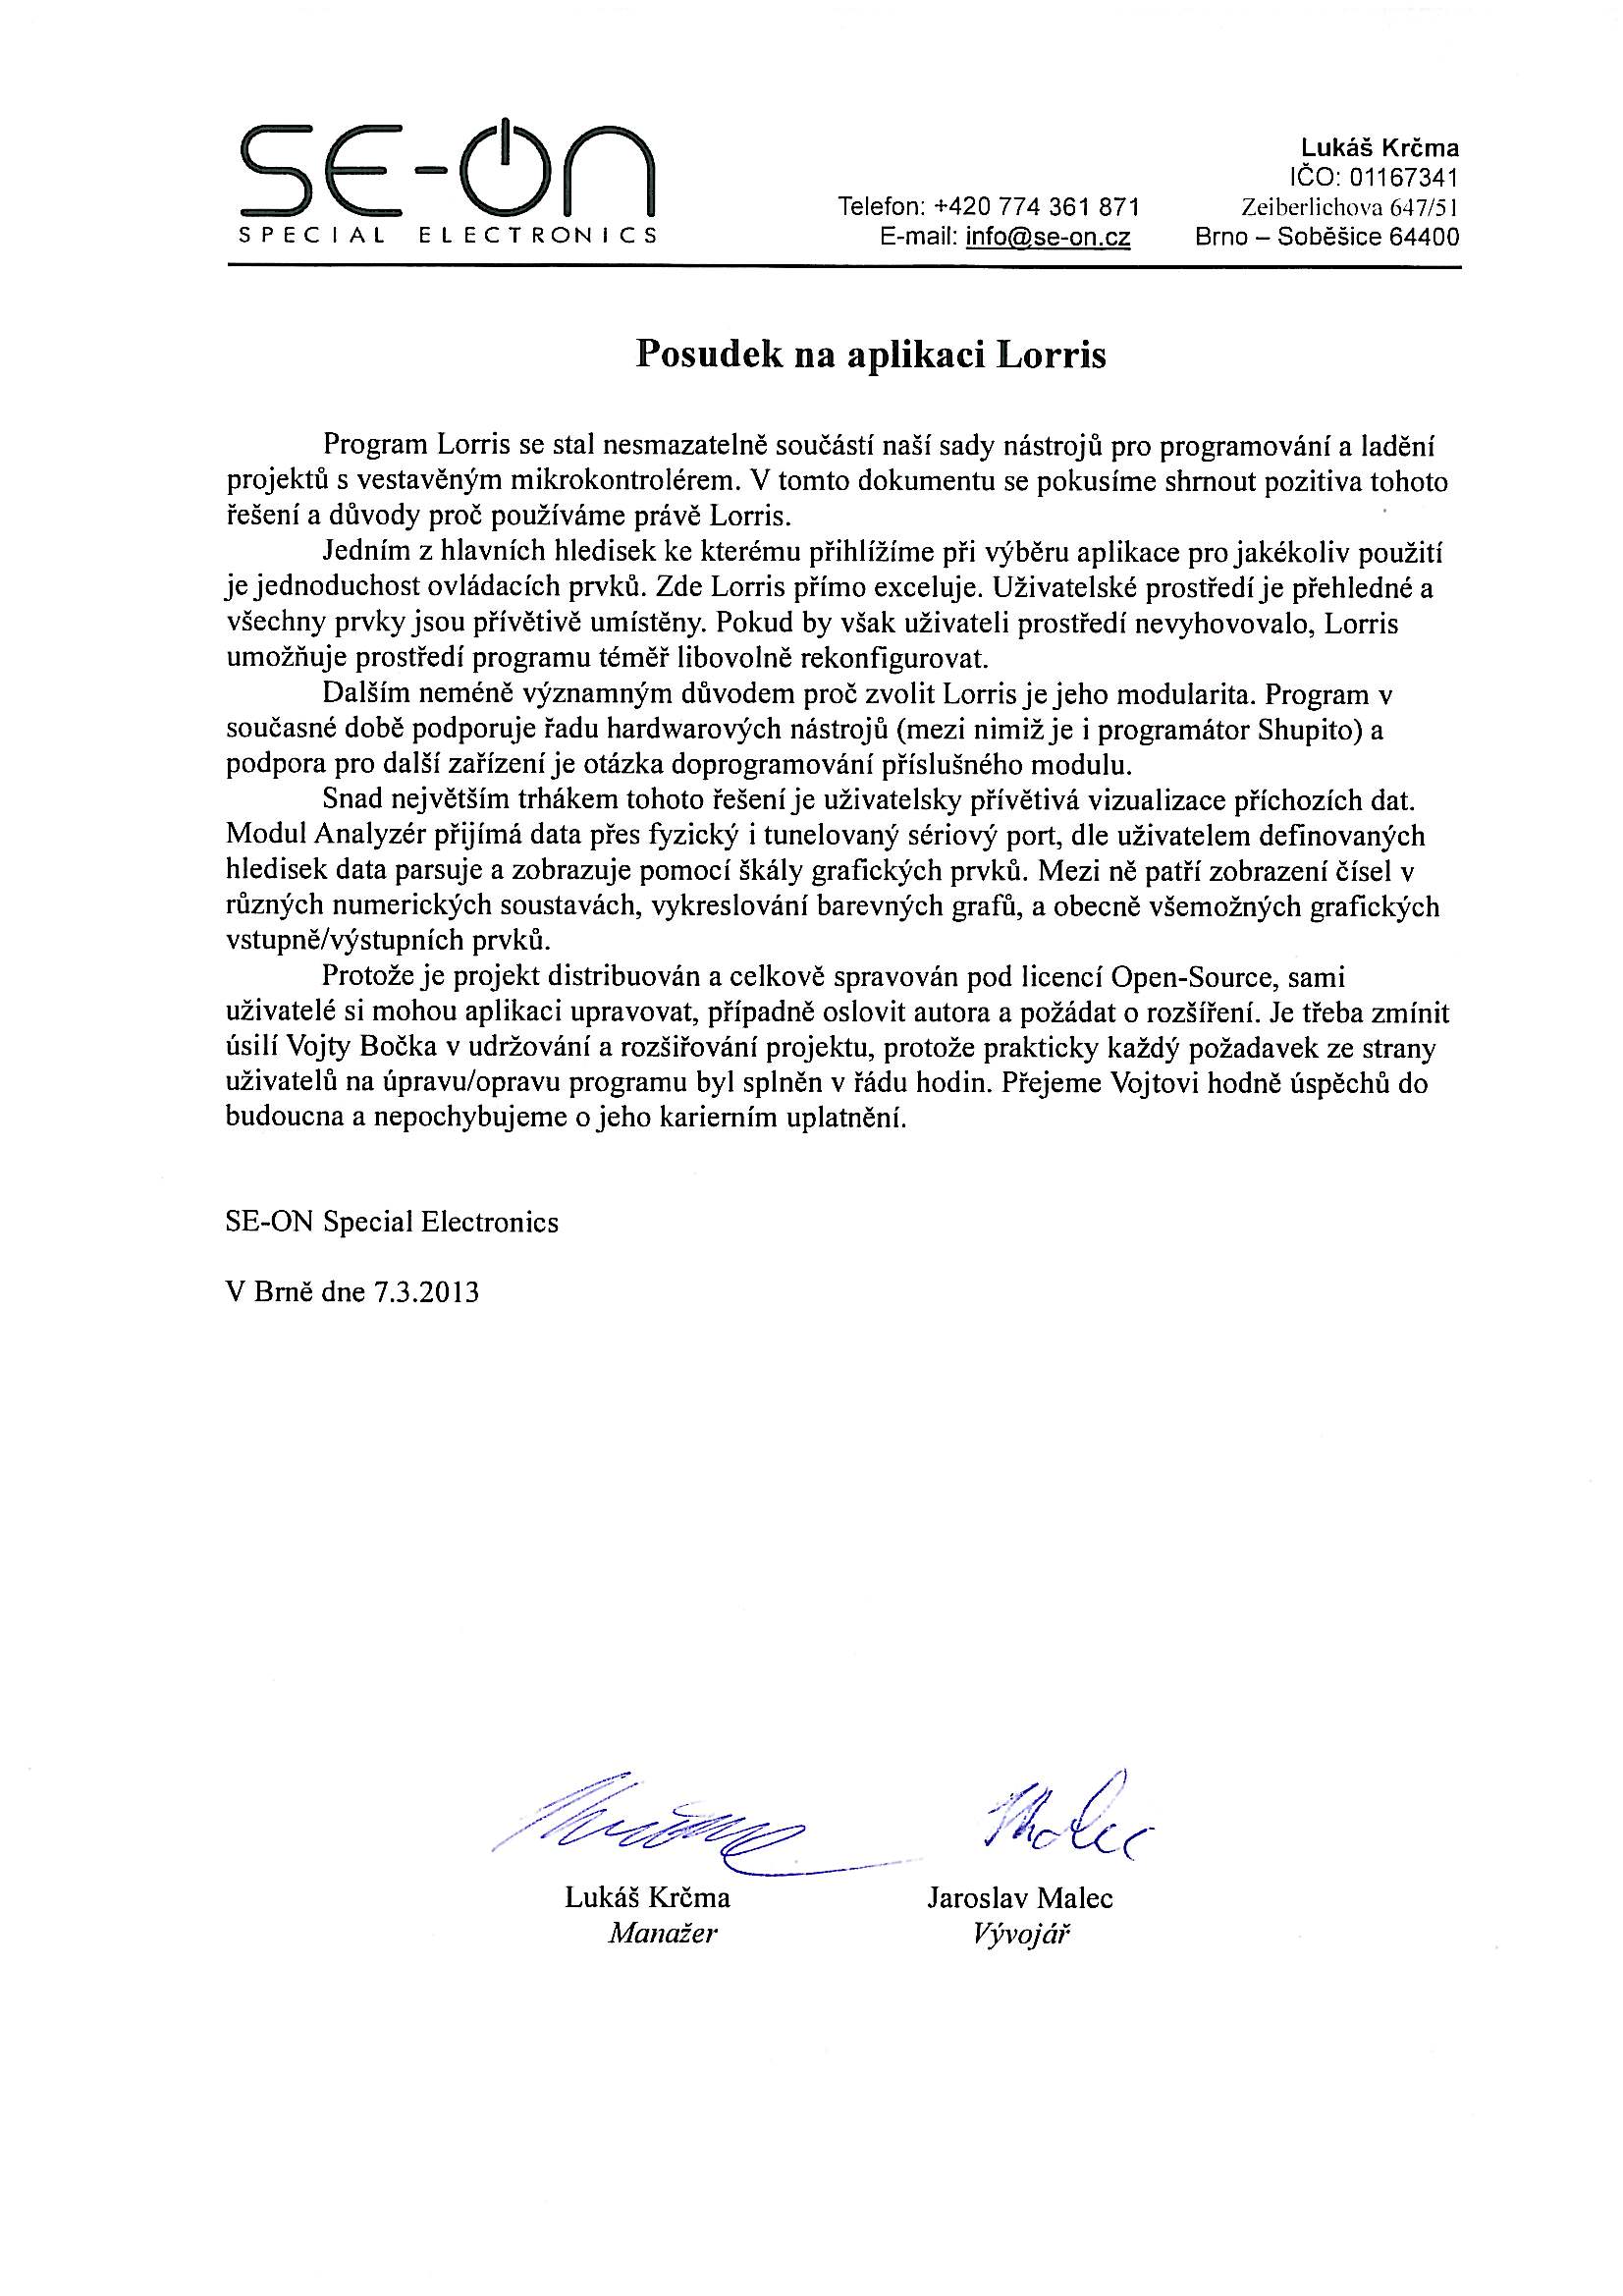 SE-ON
SPECIAL ELECTRONICS
Lukáš Krčma
IČO: 01167341
Telefon: +420 774 361 871 Zeiberlichova 647/51
E-mail: info@se-on.cz Brno – Soběšice 64400
Posudek na aplikaci Lorris
Program Lorris se stal nesmazatelně součástí naší sady nástrojů pro programování a ladění
projektů s vestavěným mikrokontrolérem. V tomto dokumentu se pokusíme shrnout pozitiva tohoto
řešení a důvody proč používáme právě Lorris.
Jedním z hlavních hledisek ke kterému přihlížíme při výběru aplikace pro jakékoliv použití
je jednoduchost ovládacích prvků. Zde Lorris přímo exceluje. Uživatelské prostředí je přehledné a
všechny prvky jsou přívětivě umístěny. Pokud by však uživateli prostředí nevyhovovalo, Lorris
umožňuje prostředí programu téměř libovolně rekonfigurovat.
Dalším neméně významným důvodem proč zvolit Lorris je jeho modularita. Program v
současné době podporuje řadu hardwarových nástrojů (mezi nimiž je i programátor Shupito) a
podpora pro další zařízení je otázka doprogramování příslušného modulu.
Snad největším trhákem tohoto řešení je uživatelsky přívětivá vizualizace příchozích dat.
Modul Analyzér přijímá data přes fyzický i tunelovaný sériový port, dle uživatelem definovaných
hledisek data parsuje a zobrazuje pomocí škály grafických prvků. Mezi ně patří zobrazení čísel v
různých numerických soustavách, vykreslování barevných grafů, a obecně všemožných grafických
vstupně/výstupních prvků.
Protože je projekt distribuován a celkově spravován pod licencí Open-Source, sami
uživatelé si mohou aplikaci upravovat, případně oslovit autora a požádat o rozšíření. Je třeba zmínit
úsilí Vojty Bočka v udržování a rozšiřování projektu, protože prakticky každý požadavek ze strany
uživatelů na úpravu/opravu programu byl splněn v řádu hodin. Přejeme Vojtovi hodně úspěchů do
budoucna a nepochybujeme o jeho karierním uplatnění.
SE-ON Special Electronics
V Brně dne 7.3.2013
Malec
Lukáš Krčma Jaroslav Malec
Manažer Vývojář